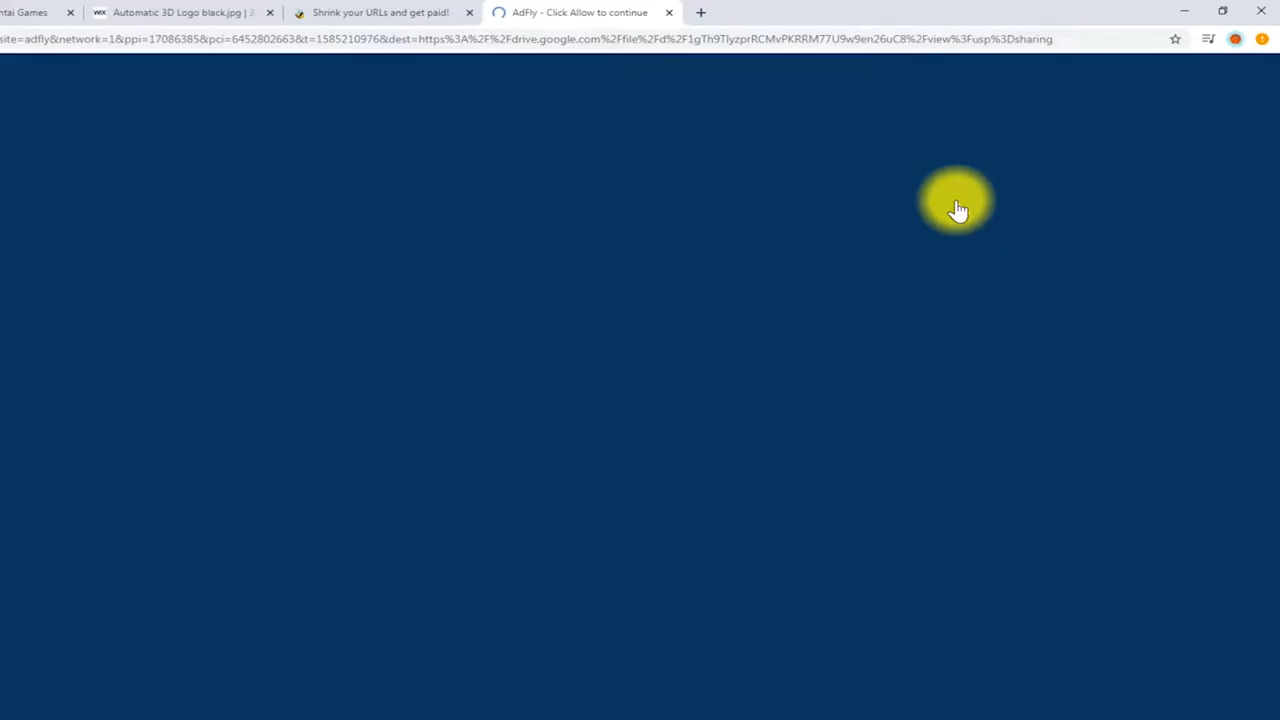 ntai Games
WiX Automatic 3D Logo black.jpg | 3
Shrink your URLs and get paid!
AdFly - Click Allow to continue
site=adfly&network=1&ppi=17086385&pci=6452802663&t=1585210976&dest=https%3A%2F%2Fdrive.google.com%2Ffile%2Fd%2F1gTh9TlyzprRCMvPKRRM77U9w9en26uC8%2Fview%3Fusp%3Dsharing